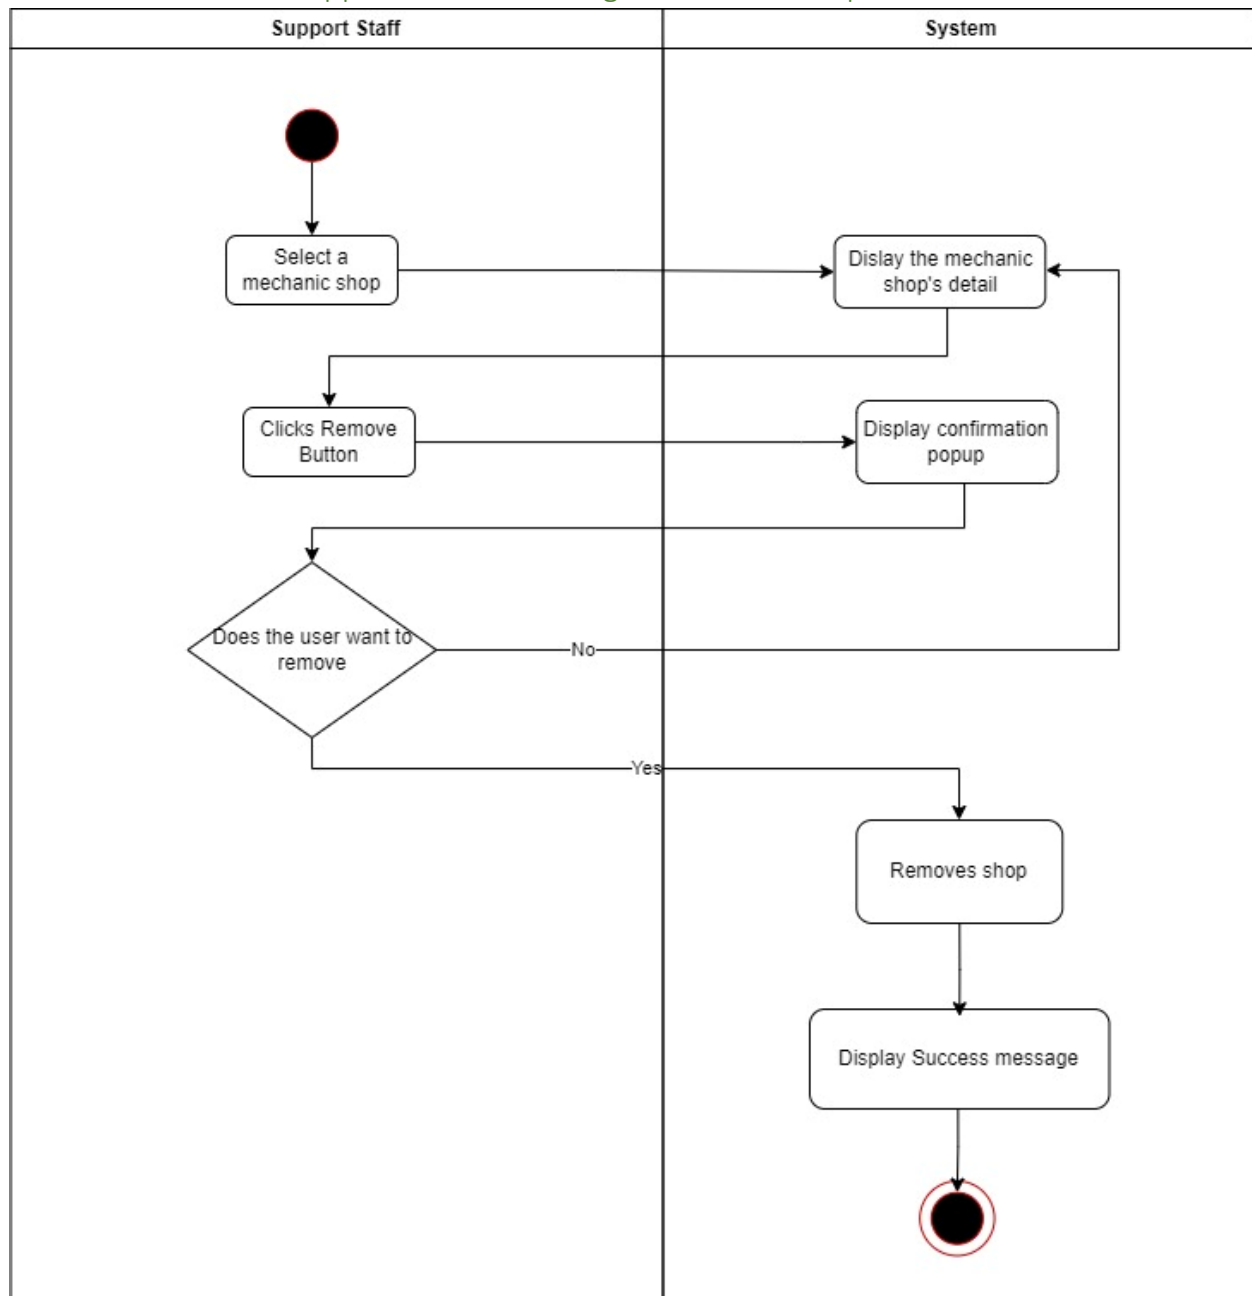 Support Staff
System
Select a
mechanic shop
Dislay the mechanic
shop's detail
Clicks Remove
Button
Display confirmation
popup
Does the user want to
remove
No
Yes
Removes shop
Display Success message